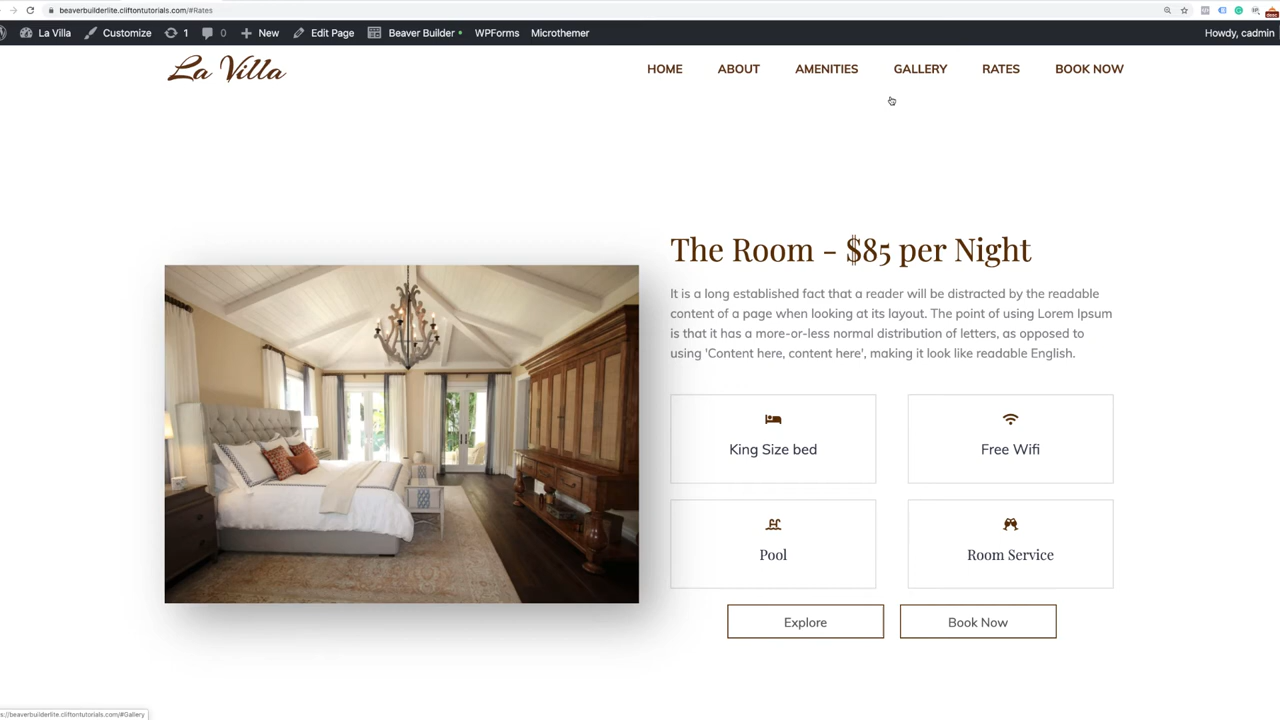 beaverbuilderlite.cliftontutorials.com/#Rates
La Villa Customize 1 0 New Edit Page Beaver Builder WPForms Microthemer Howdy, cadmin
La Villa
HOME ABOUT AMENITIES GALLERY RATES BOOK NOW
The Room – $85 per Night
It is a long established fact that a reader will be distracted by the readable
content of a page when looking at its layout. The point of using Lorem Ipsum
is that it has a more-or-less normal distribution of letters, as opposed to
using 'Content here, content here', making it look like readable English.
King Size bed
Free Wifi
Pool
Room Service
Explore
Book Now
s://beaverbuilderlite.cliftontutorials.com/#Gallery